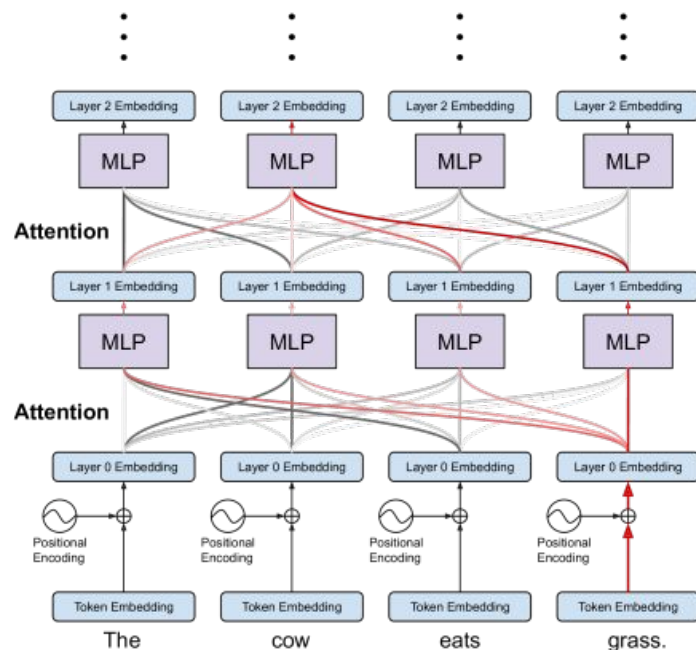 Layer 2 Embedding Layer 2 Embedding Layer 2 Embedding Layer 2 Embedding
MLP MLP MLP MLP
Attention
Layer 1 Embedding Layer 1 Embedding Layer 1 Embedding Layer 1 Embedding
MLP MLP MLP MLP
Attention
Layer 0 Embedding Layer 0 Embedding Layer 0 Embedding Layer 0 Embedding
Positional Positional Positional Positional
Encoding Encoding Encoding Encoding
Token Embedding Token Embedding Token Embedding Token Embedding
The cow eats grass.